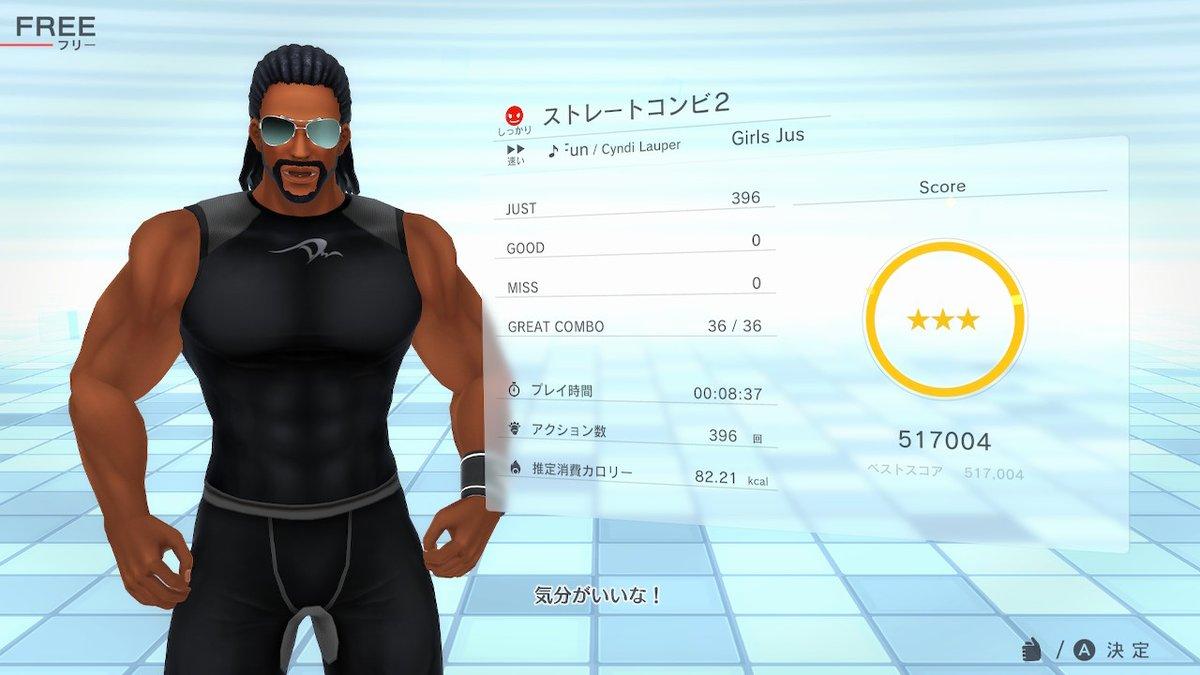 FREE
フリー
ストレートコンビ2
しっかり
速い
♪ Fun / Cyndi Lauper Girls Jus
JUST 396
GOOD 0
MISS 0
GREAT COMBO 36 / 36
プレイ時間 00:08:37
アクション数 396 回
推定消費カロリー 82.21 kcal
Score
★★★
517004
ベストスコア 517,004
気分がいいな！
/ A 決定